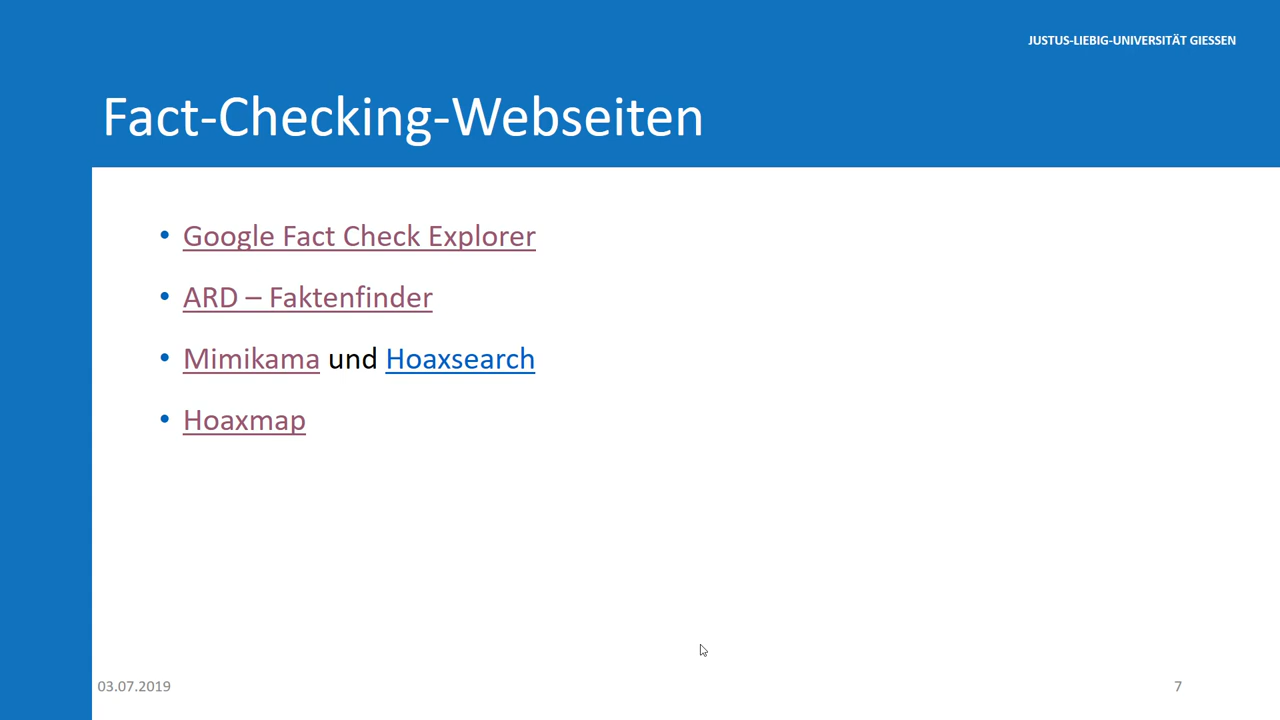 JUSTUS-LIEBIG-UNIVERSITÄT GIESSEN
Fact-Checking-Webseiten
• Google Fact Check Explorer
• ARD – Faktenfinder
• Mimikama und Hoaxsearch
• Hoaxmap
03.07.2019
7